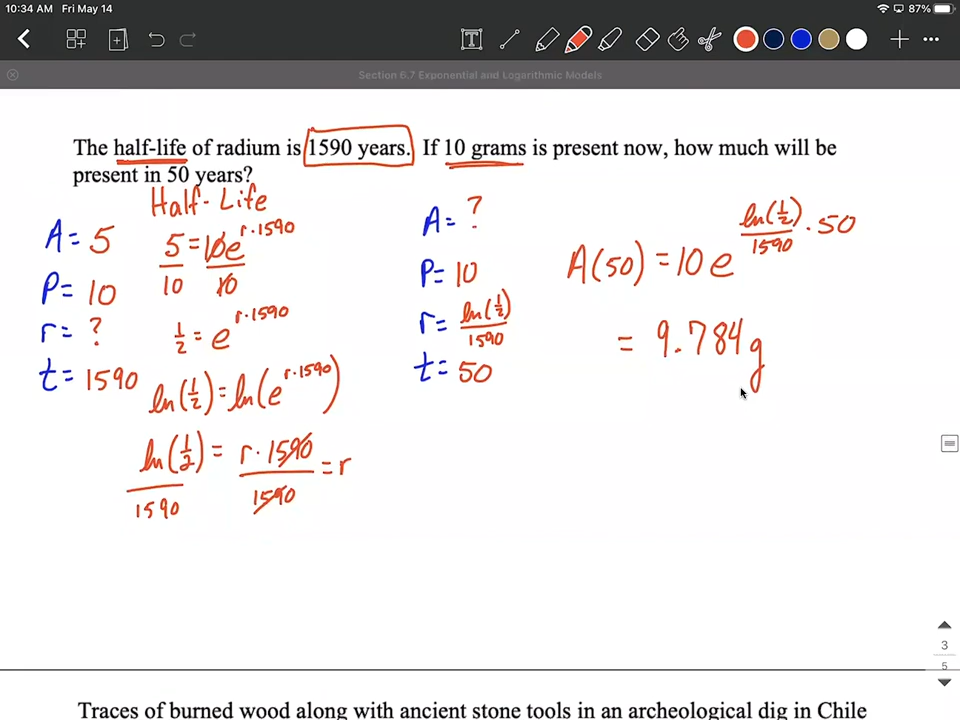 10:34 AM Fri May 14
87%
Section 6.7 Exponential and Logarithmic Models
The half-life of radium is 1590 years. If 10 grams is present now, how much will be
present in 50 years?
Half-Life
A = 5
P = 10
r = ?
t = 1590
5/10 = 10e^(r·1590)/10
1/2 = e^(r·1590)
ln(1/2) = ln(e^(r·1590))
ln(1/2)/1590 = r·1590/1590 = r
A = ?
P = 10
r = ln(1/2)/1590
t = 50
A(50) = 10e^(ln(1/2)/1590 · 50)
= 9.784g
3
5
Traces of burned wood along with ancient stone tools in an archeological dig in Chile